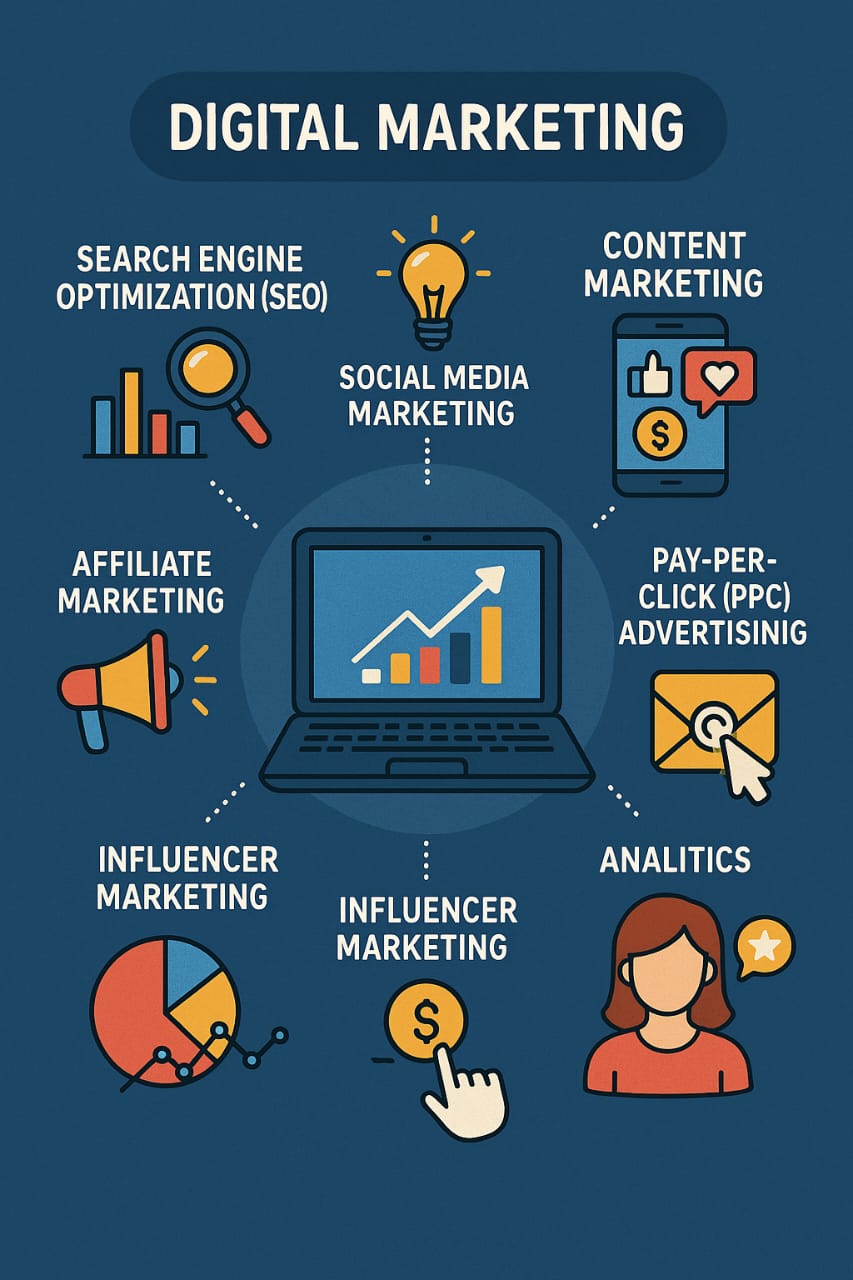 DIGITAL MARKETING
SEARCH ENGINE
OPTIMIZATION (SEO)
SOCIAL MEDIA
MARKETING
CONTENT
MARKETING
$
AFFILIATE
MARKETING
PAY-PER-
CLICK (PPC)
ADVERTISINIG
INFLUENCER
MARKETING
INFLUENCER
MARKETING
$
ANALITICS